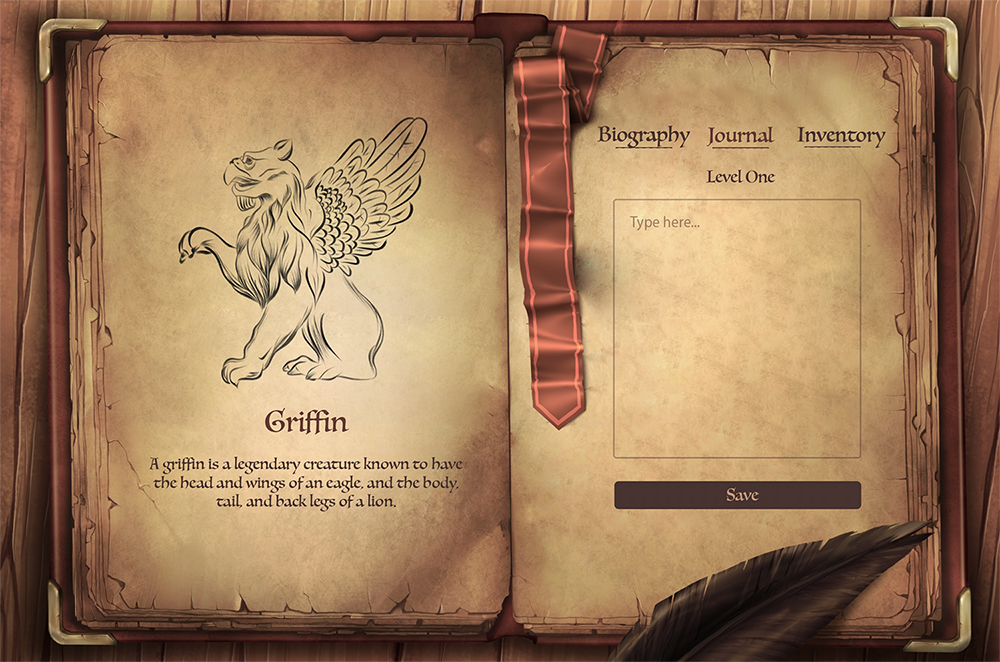 Griffin
A griffin is a legendary creature known to have
the head and wings of an eagle, and the body,
tail, and back legs of a lion.
Biography Journal Inventory
Level One
Type here...
Save